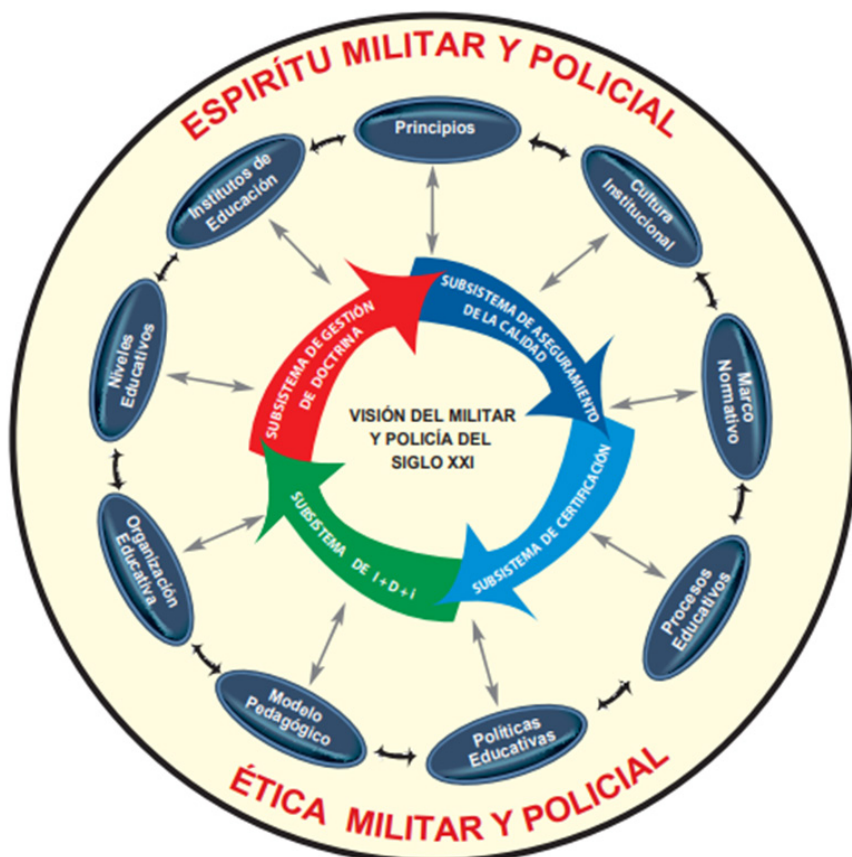 ESPIRÍTU MILITAR Y POLICIAL
Principios
Cultura
Institucional
Marco
Normativo
Procesos
Educativos
Políticas
Educativas
Modelo
Pedagógico
Organización
Educativa
Niveles
Educativos
Institutos de
Educación
SUBSISTEMA DE ASEGURAMIENTO
DE LA CALIDAD
SUBSISTEMA DE CERTIFICACIÓN
SUBSISTEMA DE I+D+i
SUBSISTEMA DE GESTIÓN
DE DOCTRINA
VISIÓN DEL MILITAR
Y POLICÍA DEL
SIGLO XXI
ÉTICA MILITAR Y POLICIAL